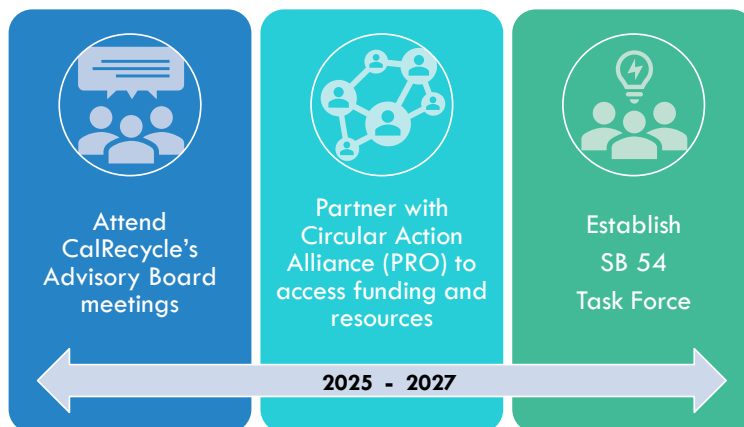 Attend
CalRecycle's
Advisory Board
meetings
Partner with
Circular Action
Alliance (PRO) to
access funding and
resources
Establish
SB 54
Task Force
2025 - 2027